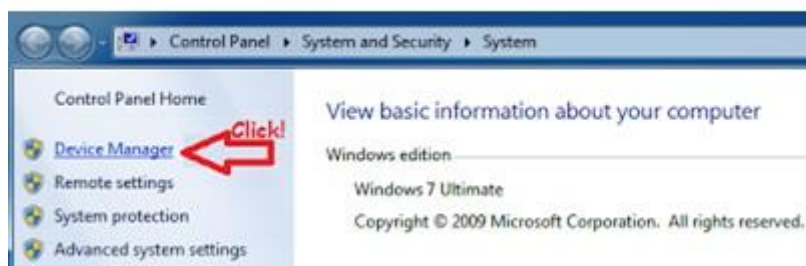 Control Panel System and Security System
Control Panel Home
View basic information about your computer
Click!
Device Manager
Windows edition
Remote settings
Windows 7 Ultimate
System protection
Copyright © 2009 Microsoft Corporation. All rights reserved.
Advanced system settings